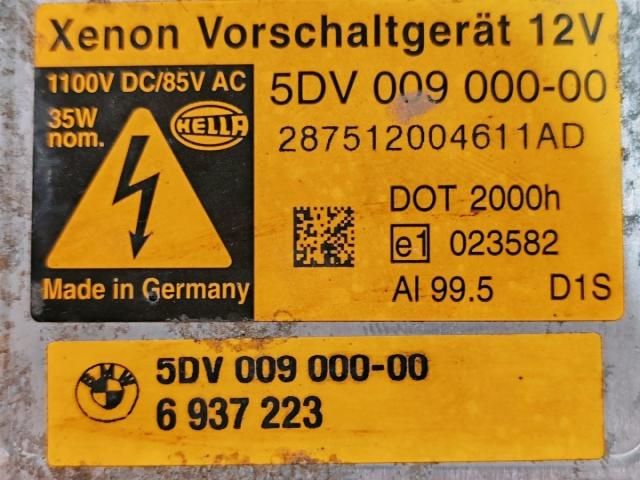 Xenon Vorschaltgerät 12V
1100V DC/85V AC
35W
nom.
HELLA
5DV 009 000-00
287512004611AD
DOT 2000h
e1 023582
Al 99.5 D1S
Made in Germany
BMW
5DV 009 000-00
6 937 223